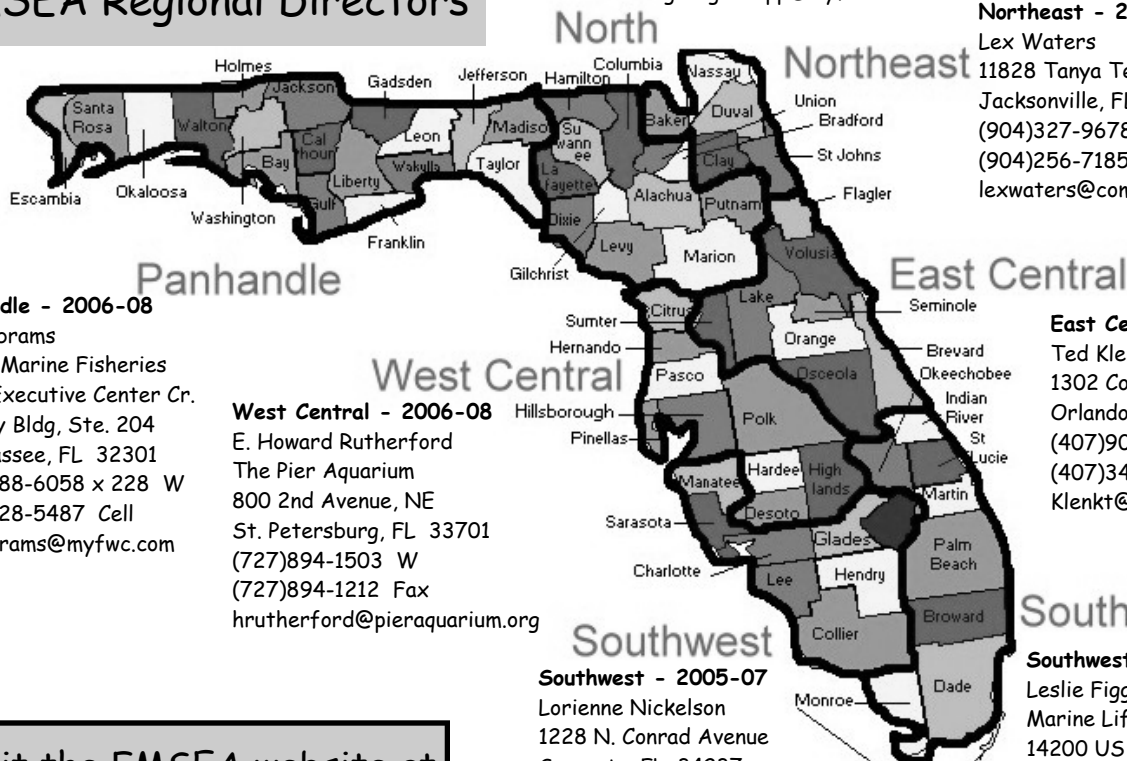 Regional Directors
North
Northeast
Northeast - 2
Lex Waters
11828 Tanya Te
Jacksonville, FL
(904)327-9678
(904)256-7185
lexwaters@con
Holmes
Jackson
Gadsden
Jefferson
Hamilton
Columbia
Nassau
Santa
Rosa
Walton
Leon
Madiso
Su
wann
ee
Baker
Duval
Union
Bradford
Cal
houn
Bay
Liberty
Wakulla
Taylor
La
fayette
Clay
St Johns
Escambia
Okaloosa
Washington
Gulf
Franklin
Dixie
Alachua
Putnam
Flagler
Gilchrist
Levy
Marion
Volusia
Panhandle
East Central
dle - 2006-08
Marine Fisheries
Executive Center Cr.
Bldg, Ste. 204
assee, FL 32301
88-6058 x 228 W
28-5487 Cell
rams@myfwc.com
West Central
West Central - 2006-08
E. Howard Rutherford
The Pier Aquarium
800 2nd Avenue, NE
St. Petersburg, FL 33701
(727)894-1503 W
(727)894-1212 Fax
hrutherford@pieraquarium.org
Citrus
Lake
Seminole
Sumter
Hernando
Orange
Brevard
Pasco
Osceola
Okeechobee
Hillsborough
Polk
Indian
River
Pinellas
St
Lucie
Manatee
Hardee
High
lands
Martin
Sarasota
Desoto
Glades
Charlotte
Palm
Beach
Lee
Hendry
Collier
Broward
Monroe
Dade
East Ce
Ted Kle
1302 Co
Orlando
(407)90
(407)34
Klenkt@
Southwest
Southwest - 2005-07
Lorienne Nickelson
1228 N. Conrad Avenue
South
Southwest
Leslie Figg
Marine Lif
14200 US
it the FMSEA website at